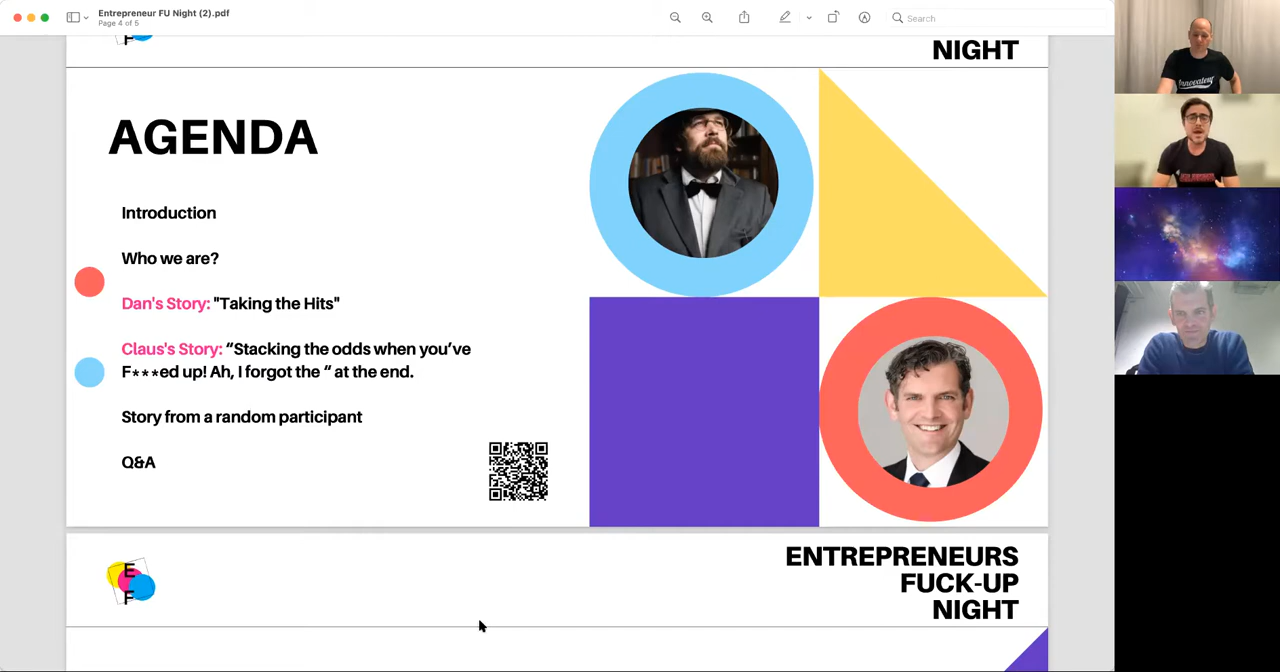 Entrepreneur FU Night (2).pdf
Page 4 of 5
Search
F
NIGHT
AGENDA
Introduction
Who we are?
Dan's Story: "Taking the Hits"
Claus's Story: “Stacking the odds when you’ve
F***ed up! Ah, I forgot the “ at the end.
Story from a random participant
Q&A
E
F
ENTREPRENEURS
FUCK-UP
NIGHT
Innovateur